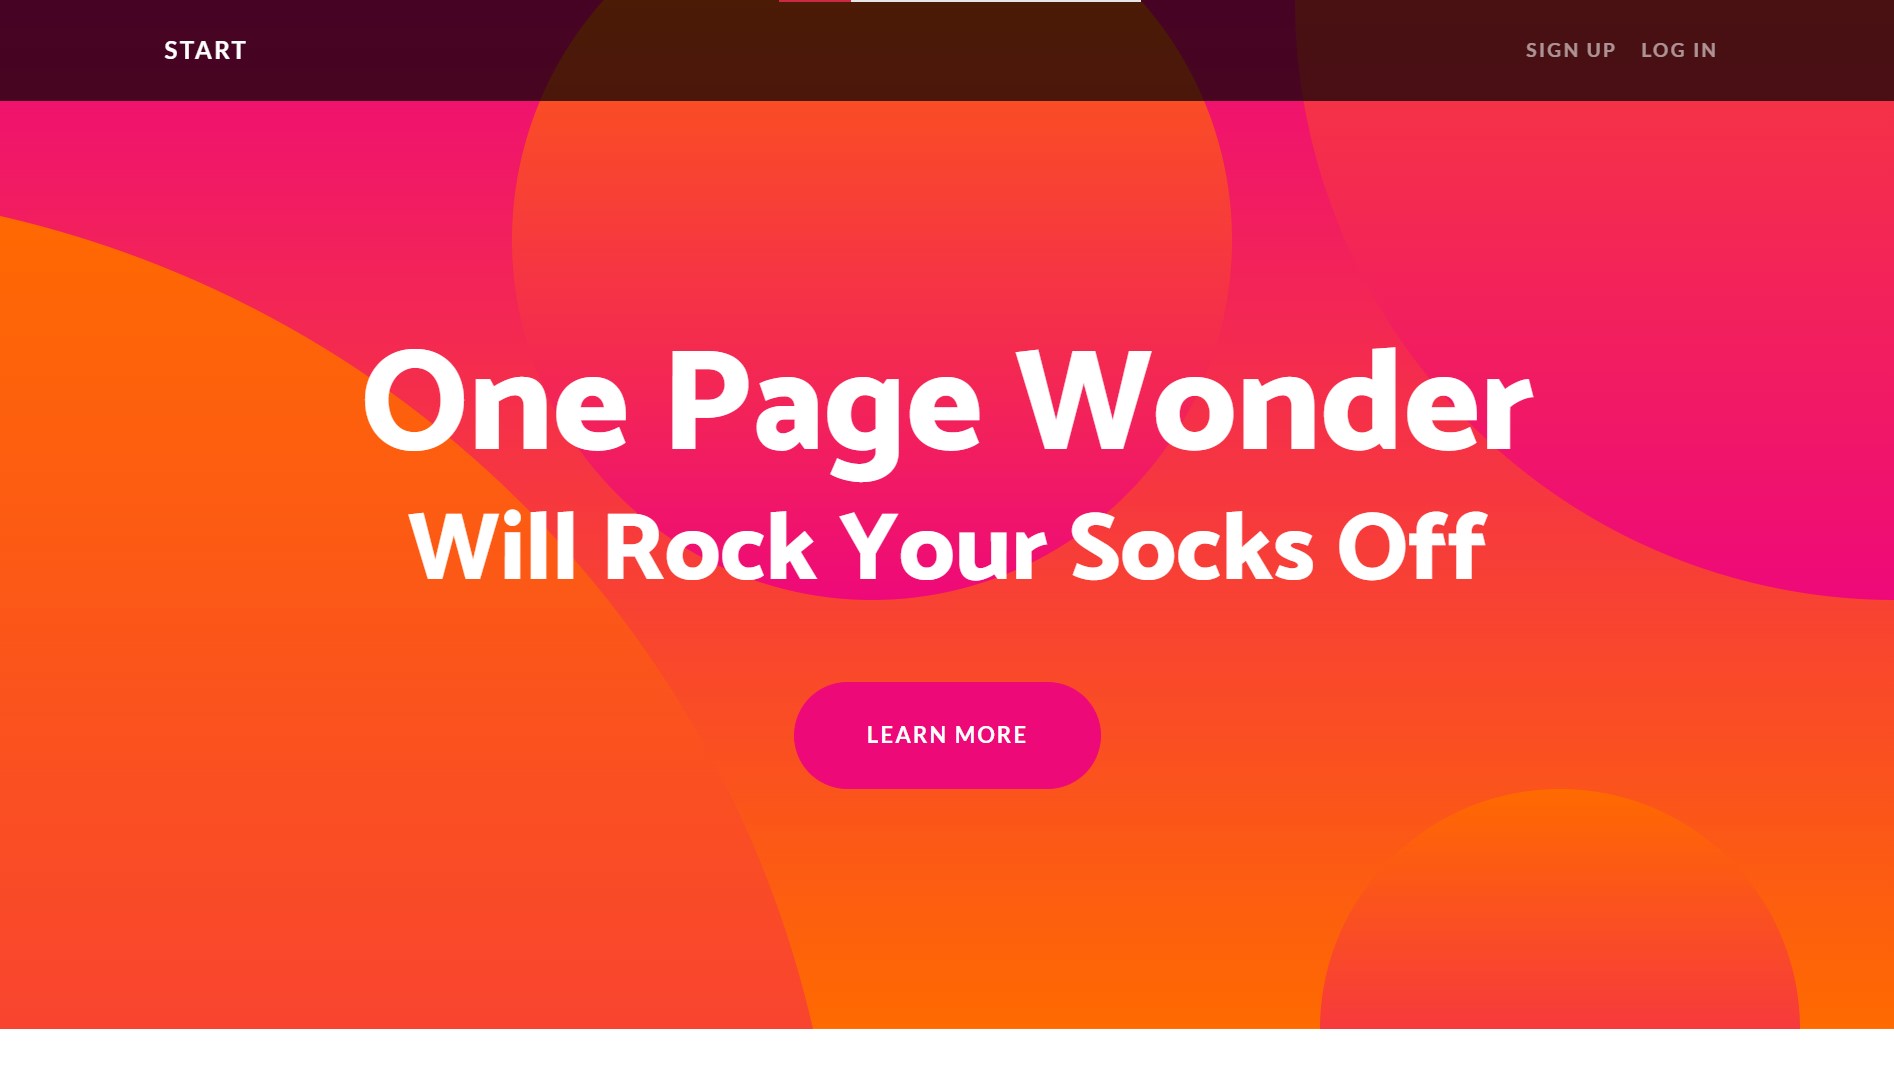 START
SIGN UP
LOG IN
One Page Wonder
Will Rock Your Socks Off
LEARN MORE